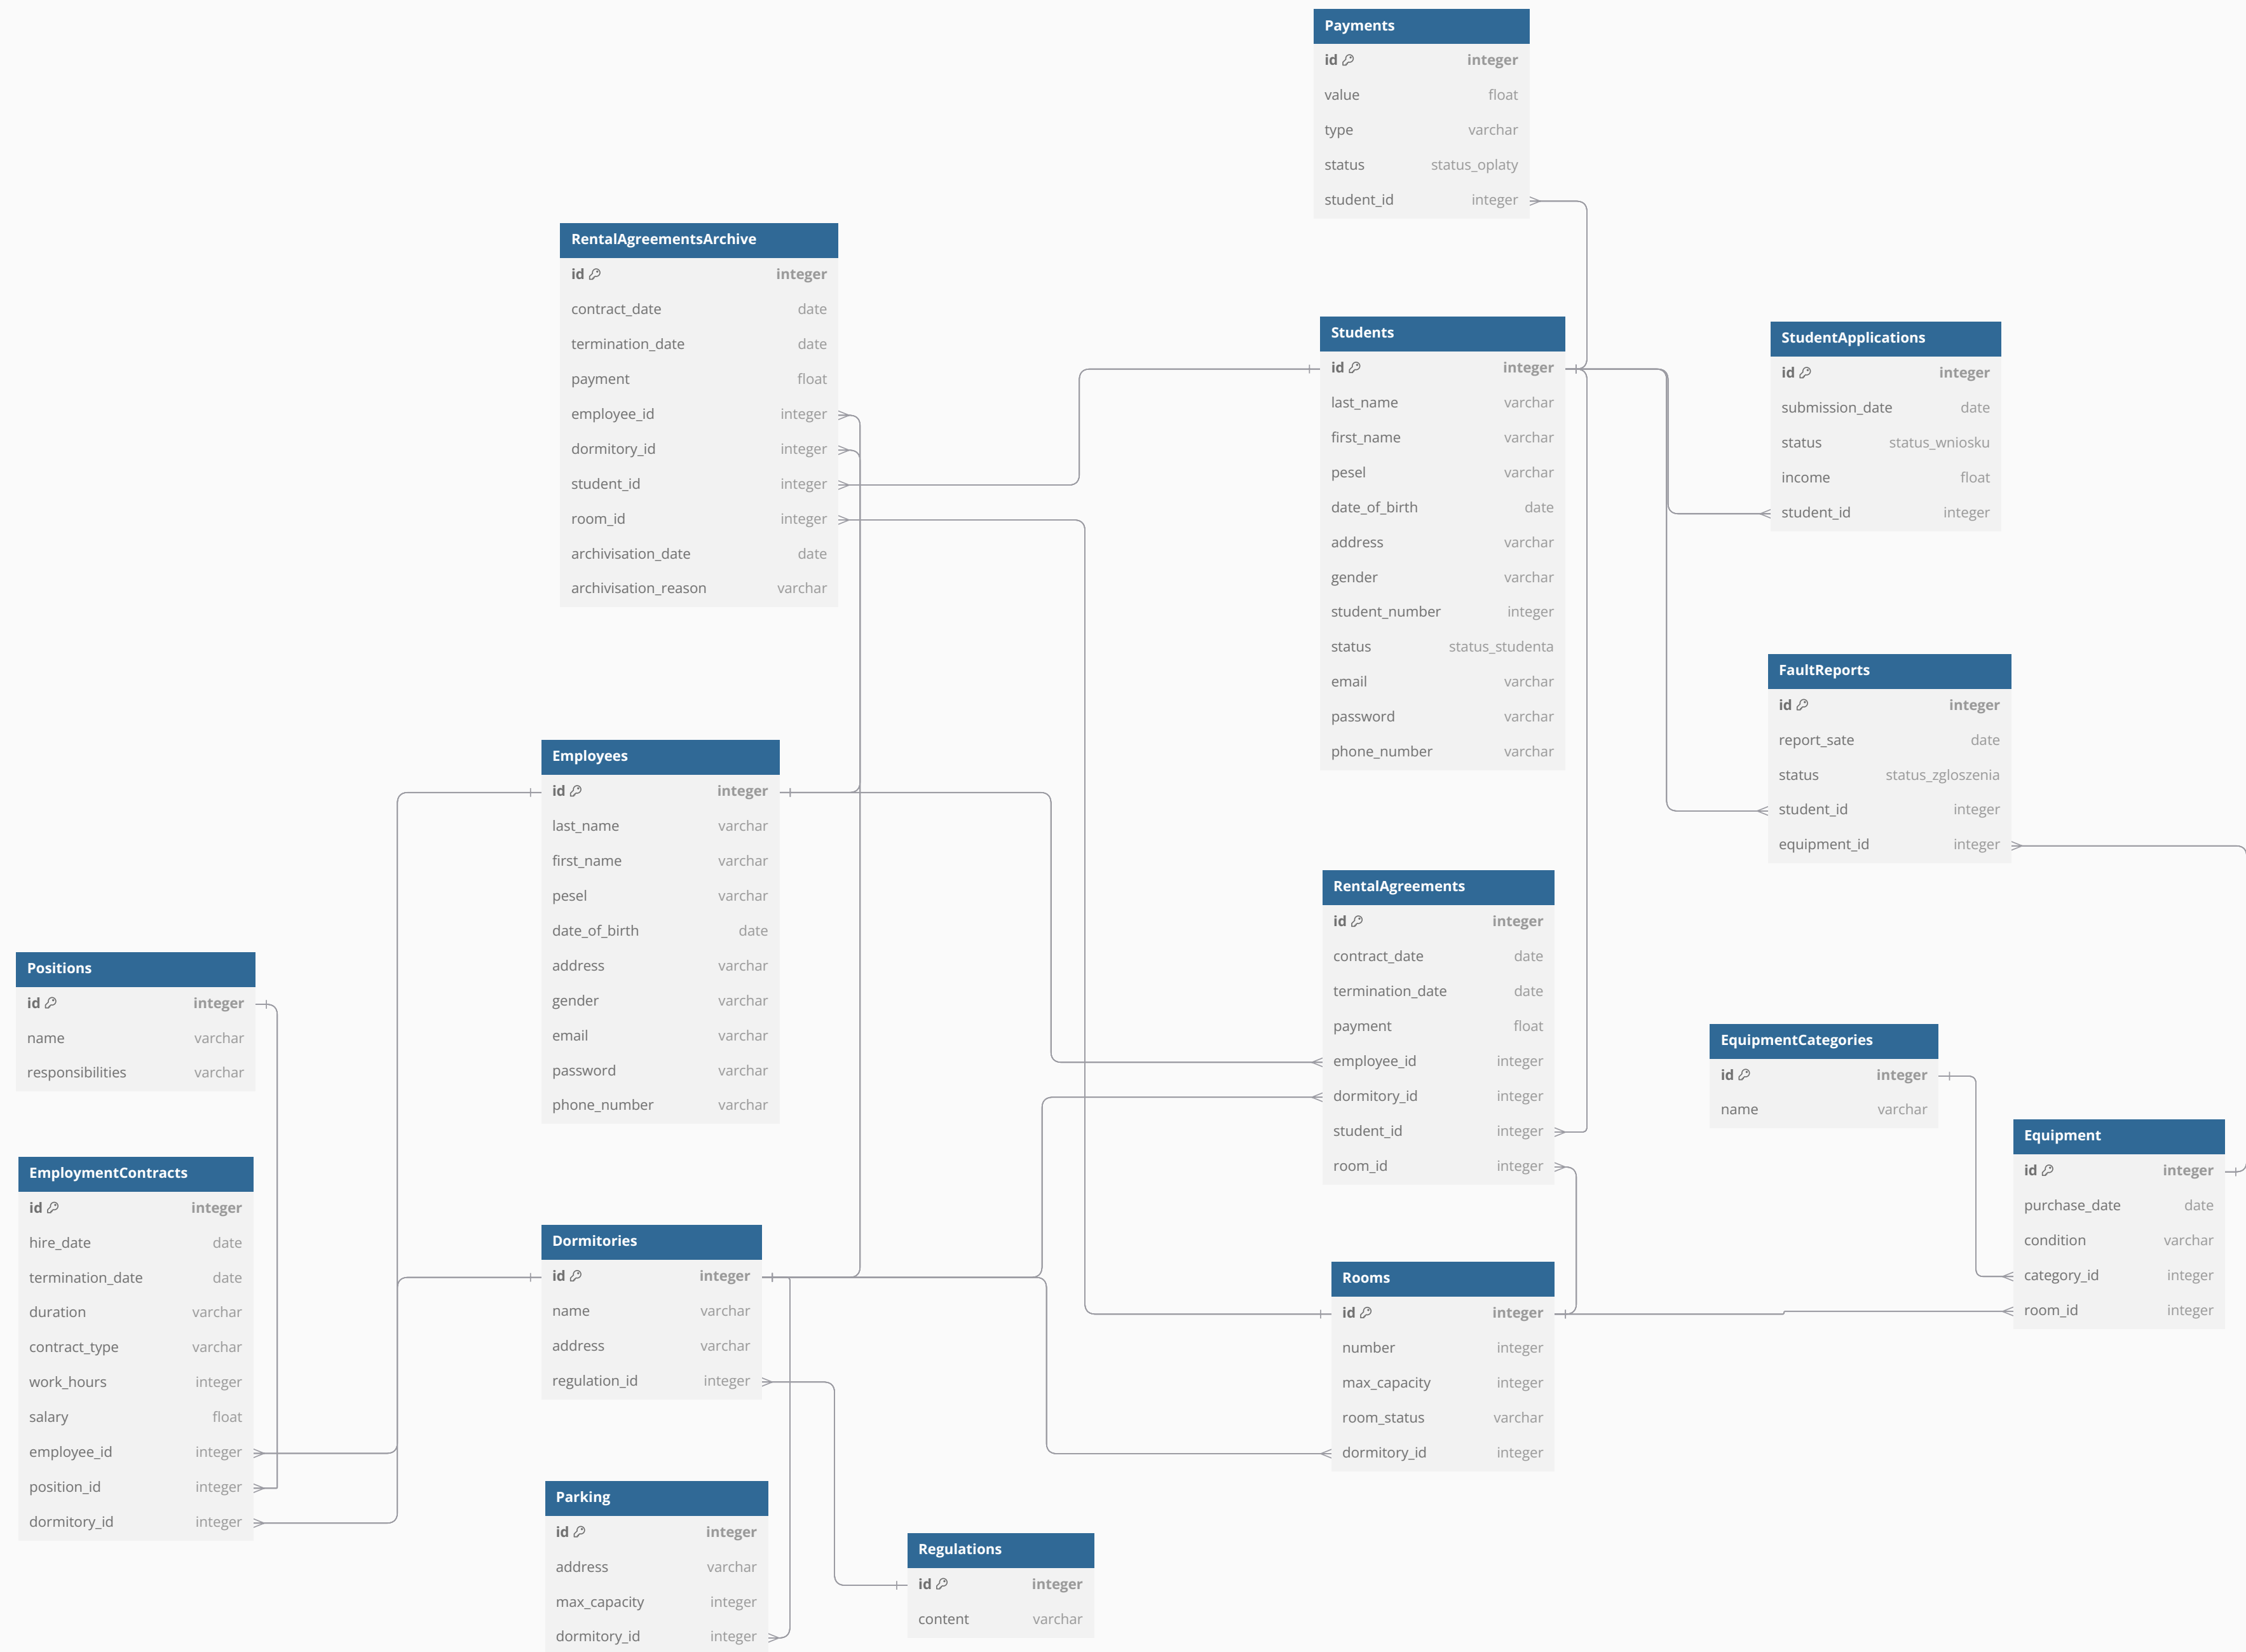 Payments
id integer
value float
type varchar
status status_oplaty
student_id integer
RentalAgreementsArchive
id integer
contract_date date
termination_date date
payment float
employee_id integer
dormitory_id integer
student_id integer
room_id integer
archivisation_date date
archivisation_reason varchar
Students
id integer
last_name varchar
first_name varchar
pesel varchar
date_of_birth date
address varchar
gender varchar
student_number integer
status status_studenta
email varchar
password varchar
phone_number varchar
StudentApplications
id integer
submission_date date
status status_wniosku
income float
student_id integer
FaultReports
id integer
report_sate date
status status_zgloszenia
student_id integer
equipment_id integer
Employees
id integer
last_name varchar
first_name varchar
pesel varchar
date_of_birth date
address varchar
gender varchar
email varchar
password varchar
phone_number varchar
RentalAgreements
id integer
contract_date date
termination_date date
payment float
employee_id integer
dormitory_id integer
student_id integer
room_id integer
Positions
id integer
name varchar
responsibilities varchar
EquipmentCategories
id integer
name varchar
Equipment
id integer
purchase_date date
condition varchar
category_id integer
room_id integer
EmploymentContracts
id integer
hire_date date
termination_date date
duration varchar
contract_type varchar
work_hours integer
salary float
employee_id integer
position_id integer
dormitory_id integer
Dormitories
id integer
name varchar
address varchar
regulation_id integer
Rooms
id integer
number integer
max_capacity integer
room_status varchar
dormitory_id integer
Parking
id integer
address varchar
max_capacity integer
dormitory_id integer
Regulations
id integer
content varchar